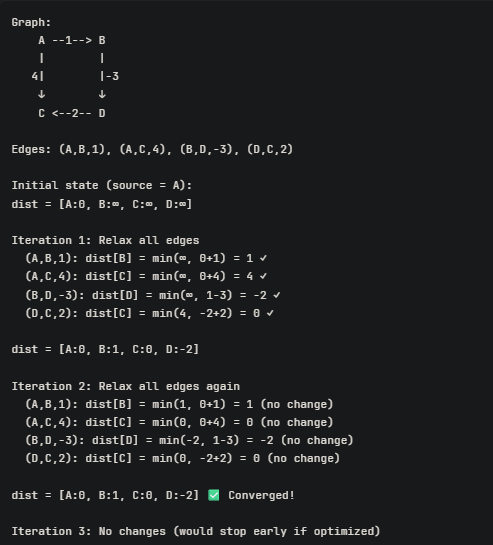 Graph:
    A --1--> B
    |        |
   4|        |-3
    ↓        ↓
    C <--2-- D

Edges: (A,B,1), (A,C,4), (B,D,-3), (D,C,2)

Initial state (source = A):
dist = [A:0, B:∞, C:∞, D:∞]

Iteration 1: Relax all edges
  (A,B,1): dist[B] = min(∞, 0+1) = 1 ✓
  (A,C,4): dist[C] = min(∞, 0+4) = 4 ✓
  (B,D,-3): dist[D] = min(∞, 1-3) = -2 ✓
  (D,C,2): dist[C] = min(4, -2+2) = 0 ✓

dist = [A:0, B:1, C:0, D:-2]

Iteration 2: Relax all edges again
  (A,B,1): dist[B] = min(1, 0+1) = 1 (no change)
  (A,C,4): dist[C] = min(0, 0+4) = 0 (no change)
  (B,D,-3): dist[D] = min(-2, 1-3) = -2 (no change)
  (D,C,2): dist[C] = min(0, -2+2) = 0 (no change)

dist = [A:0, B:1, C:0, D:-2] ✅ Converged!

Iteration 3: No changes (would stop early if optimized)